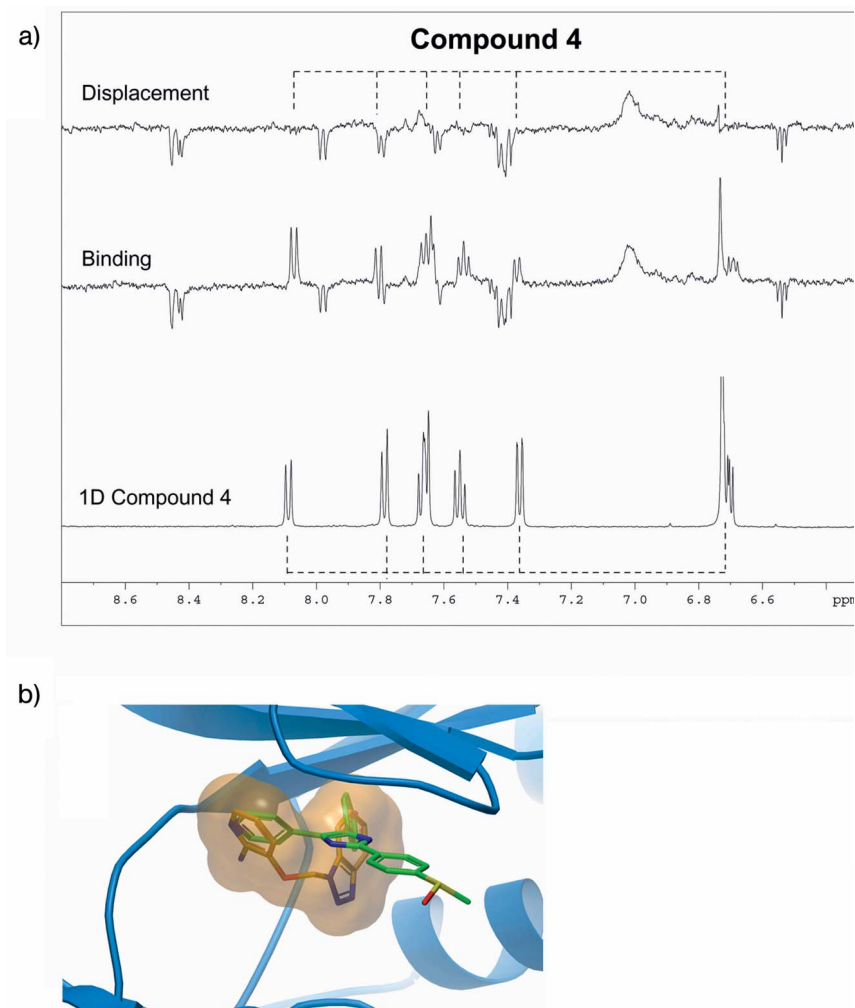 a)
Compound 4
Displacement
Binding
1D Compound 4
8.6 8.4 8.2 8.0 7.8 7.6 7.4 7.2 7.0 6.8 6.6 ppm
b)